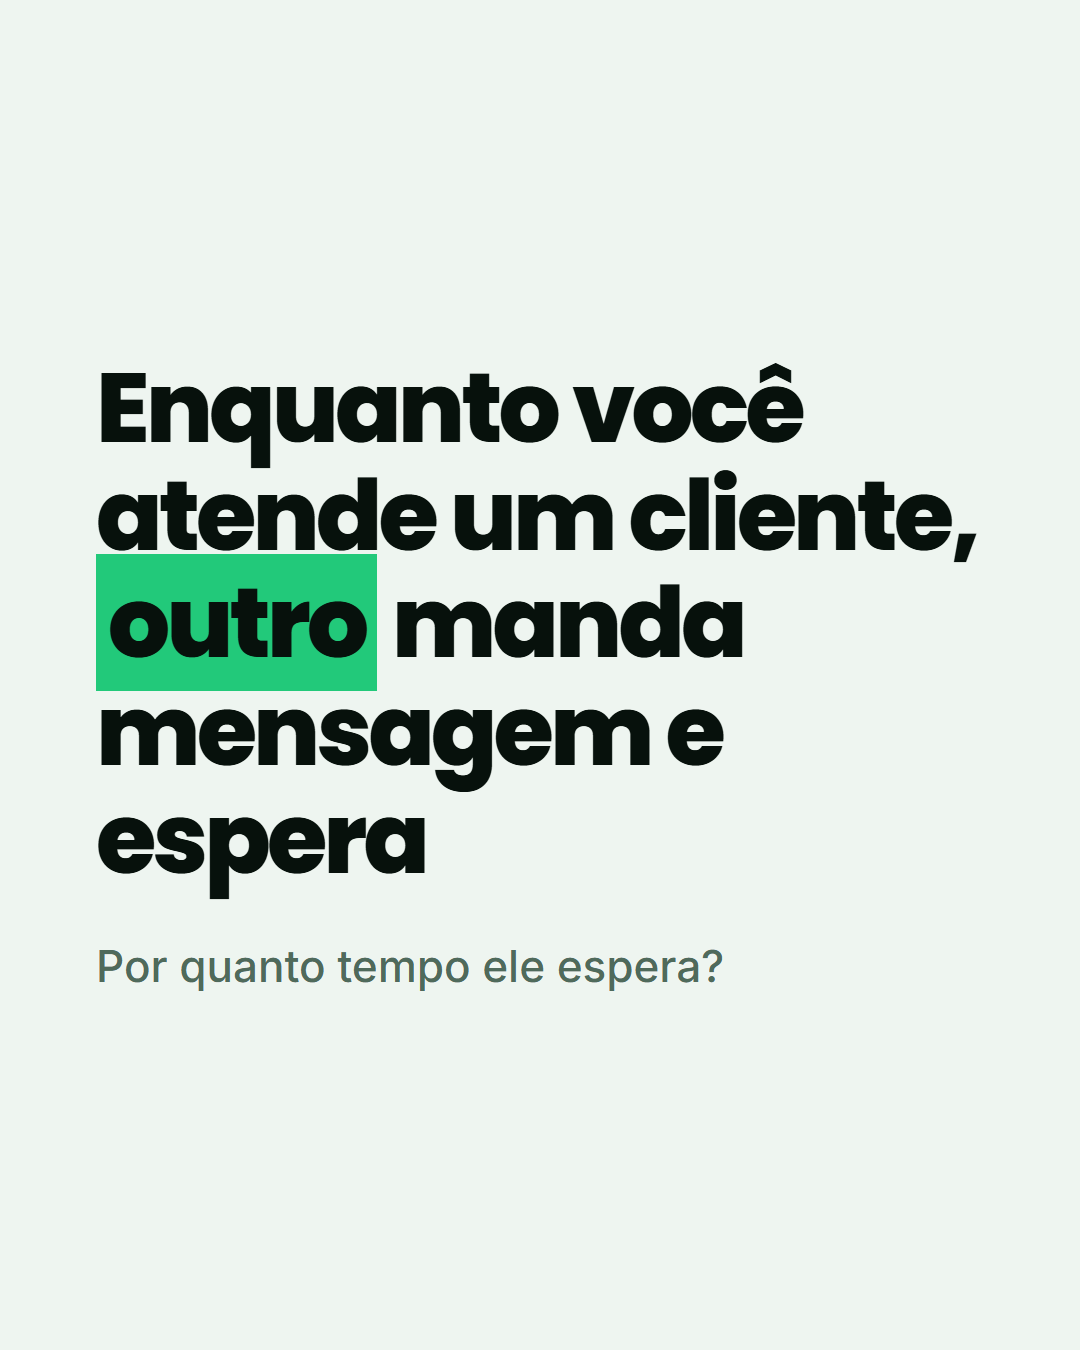 Enquanto você
atende um cliente,
outro manda
mensagem e
espera
Por quanto tempo ele espera?